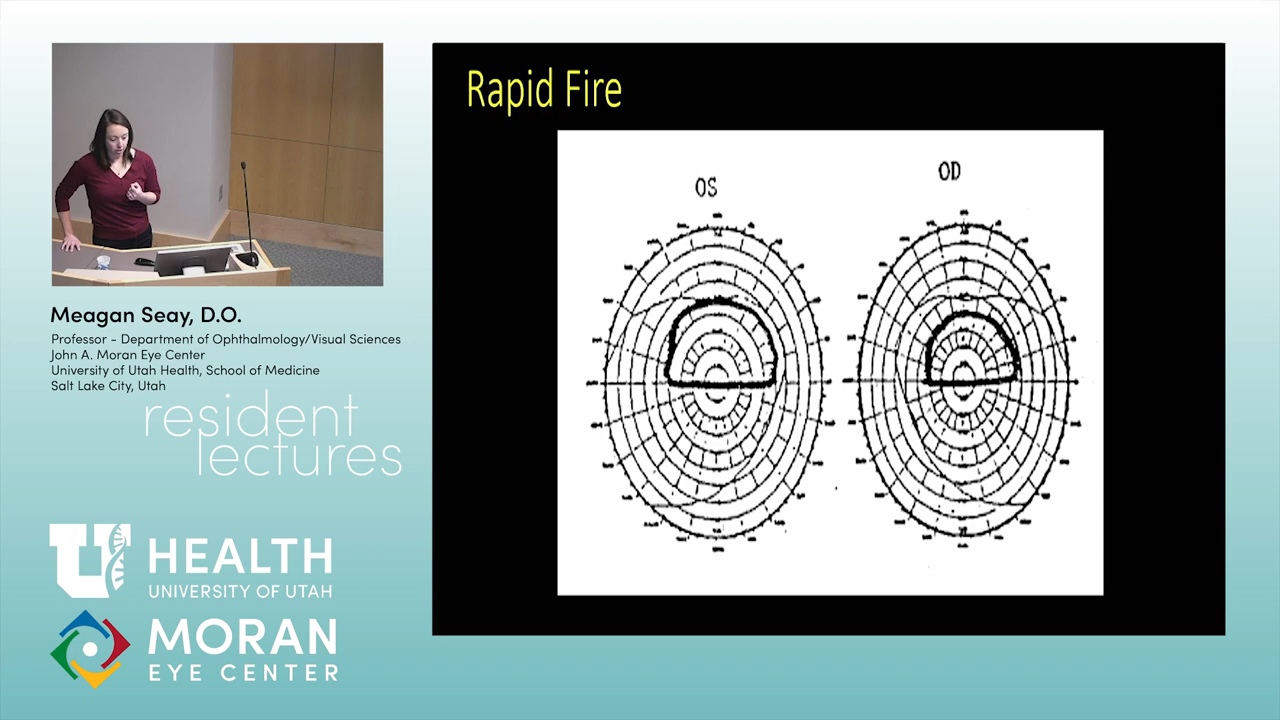 Rapid Fire
OS
OD
Meagan Seay, D.O.
Professor - Department of Ophthalmology/Visual Sciences
John A. Moran Eye Center
University of Utah Health, School of Medicine
Salt Lake City, Utah
resident
lectures
U HEALTH
UNIVERSITY OF UTAH
MORAN
EYE CENTER